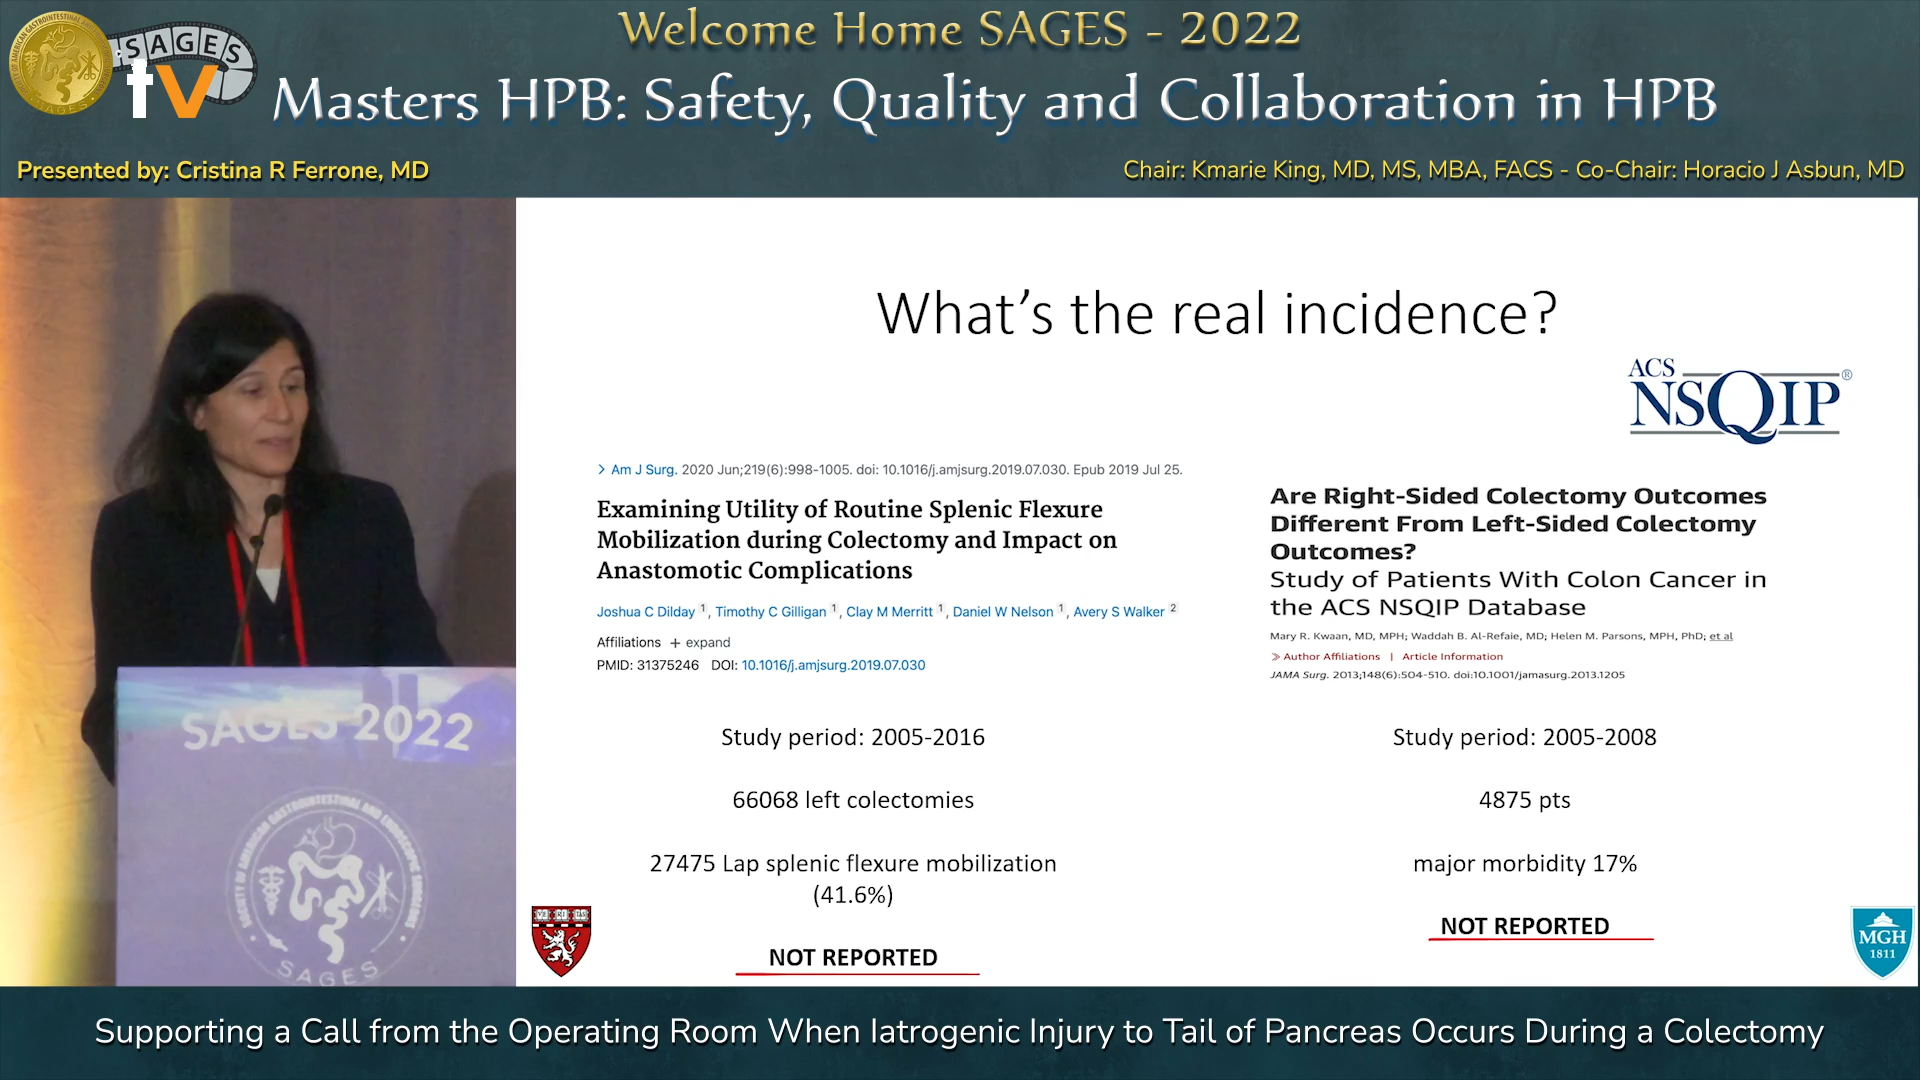 Welcome Home SAGES - 2022
SAGES
tv
Masters HPB: Safety, Quality and Collaboration in HPB
Presented by: Cristina R Ferrone, MD
Chair: Kmarie King, MD, MS, MBA, FACS - Co-Chair: Horacio J Asbun, MD
What's the real incidence?
ACS
NSQIP®
> Am J Surg. 2020 Jun;219(6):998-1005. doi: 10.1016/j.amjsurg.2019.07.030. Epub 2019 Jul 25.
Examining Utility of Routine Splenic Flexure
Mobilization during Colectomy and Impact on
Anastomotic Complications
Joshua C Dilday 1, Timothy C Gilligan 1, Clay M Merritt 1, Daniel W Nelson 1, Avery S Walker 2
Affiliations + expand
PMID: 31375246 DOI: 10.1016/j.amjsurg.2019.07.030
Study period: 2005-2016
66068 left colectomies
27475 Lap splenic flexure mobilization
(41.6%)
NOT REPORTED
Are Right-Sided Colectomy Outcomes
Different From Left-Sided Colectomy
Outcomes?
Study of Patients With Colon Cancer in
the ACS NSQIP Database
Mary R. Kwaan, MD, MPH; Waddah B. Al-Refaie, MD; Helen M. Parsons, MPH, PhD; et al
» Author Affiliations | Article Information
JAMA Surg. 2013;148(6):504-510. doi:10.1001/jamasurg.2013.1205
Study period: 2005-2008
4875 pts
major morbidity 17%
NOT REPORTED
MGH
1811
SAGES 2022
SOCIETY OF AMERICAN GASTROINTESTINAL AND ENDOSCOPIC SURGEONS
SAGES
Supporting a Call from the Operating Room When Iatrogenic Injury to Tail of Pancreas Occurs During a Colectomy